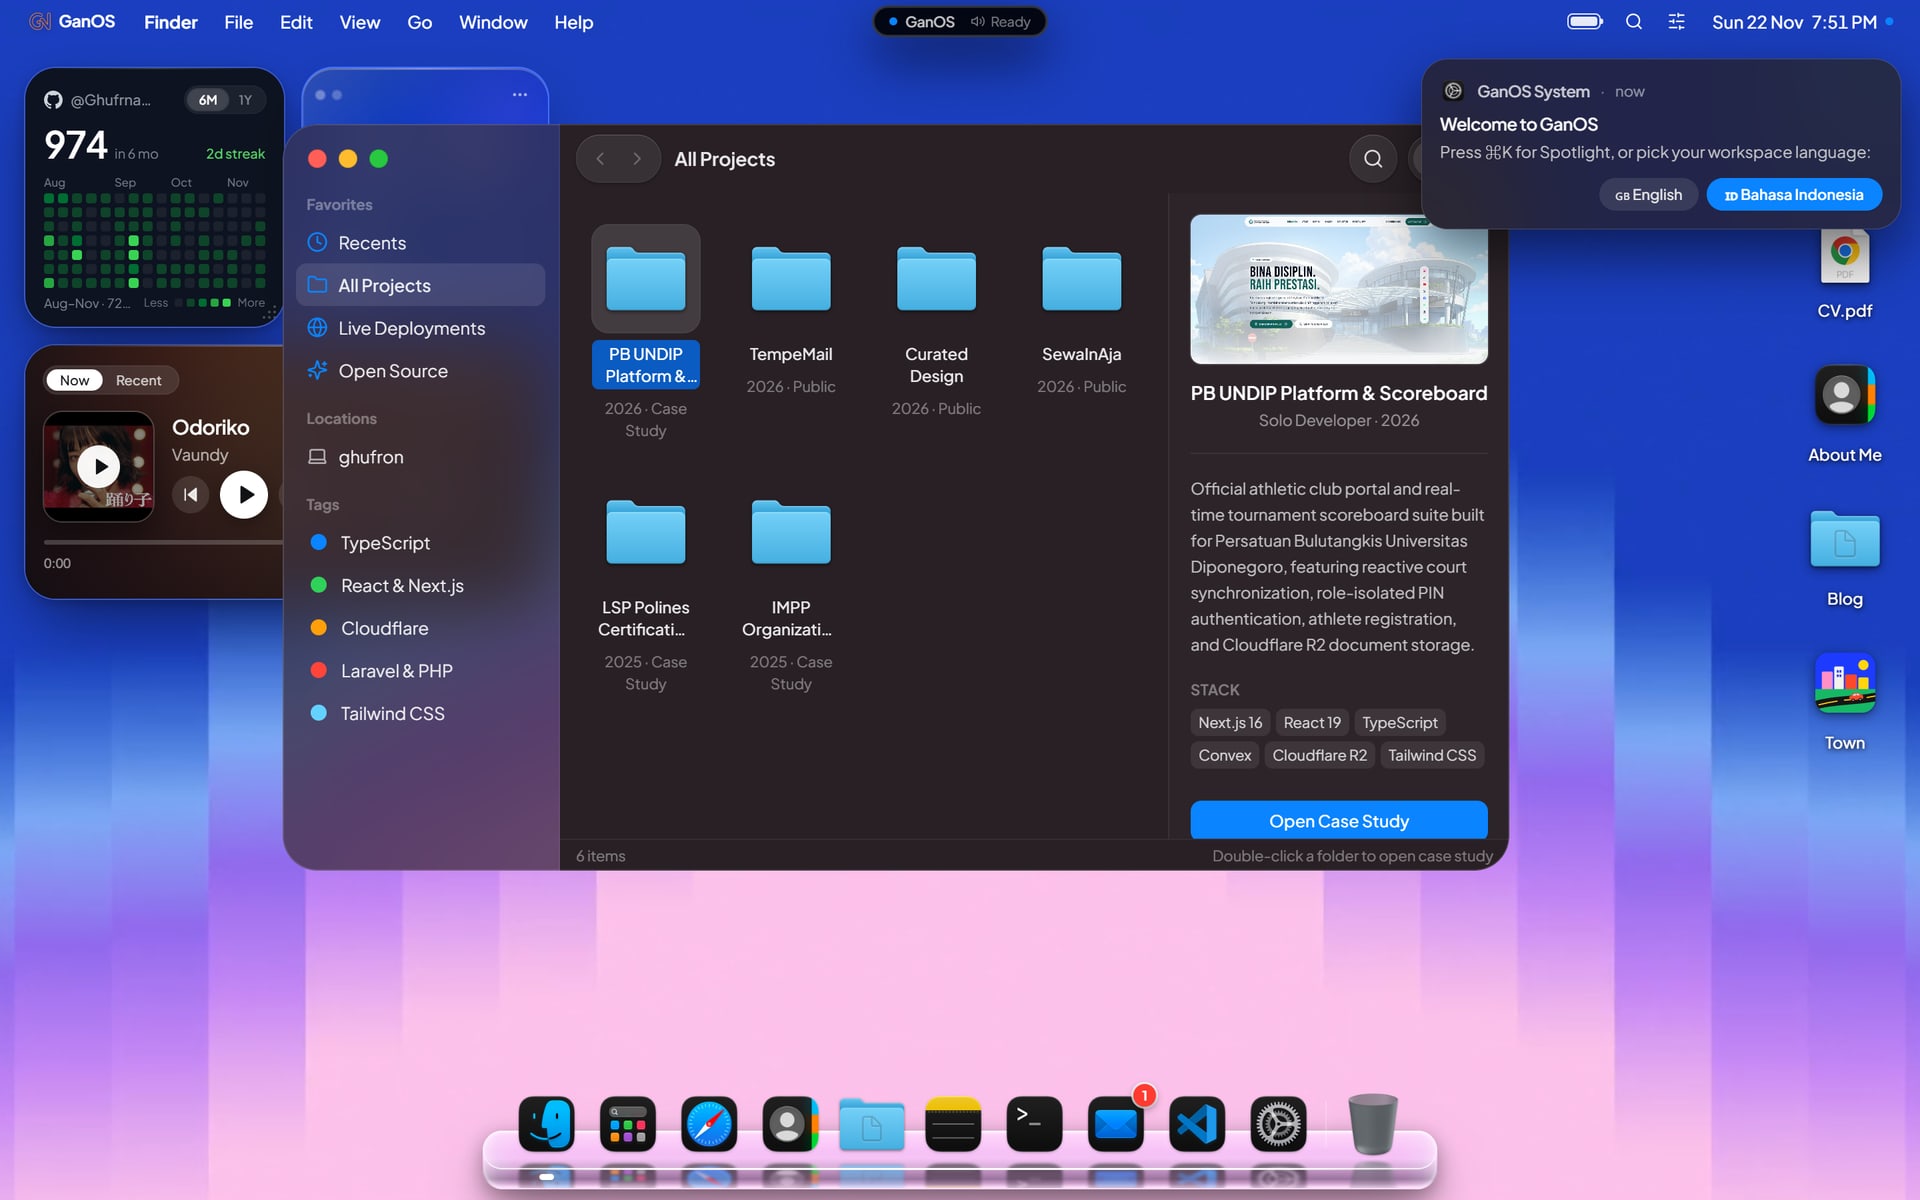 GanOS Finder File Edit View Go Window Help
GanOS Ready
Sun 22 Nov 7:51 PM
@Ghufrna... 6M 1Y
974 in 6 mo 2d streak
Aug Sep Oct Nov
Aug–Nov · 72... Less More
Now Recent
Odoriko
Vaundy
踊り子
0:00
Favorites
Recents
All Projects
Live Deployments
Open Source
Locations
ghufron
Tags
TypeScript
React & Next.js
Cloudflare
Laravel & PHP
Tailwind CSS
All Projects
PB UNDIP
Platform &...
2026 · Case
Study
TempeMail
2026 · Public
Curated
Design
2026 · Public
SewaInAja
2026 · Public
LSP Polines
Certificati...
2025 · Case
Study
IMPP
Organizati...
2025 · Case
Study
6 items
BINA DISIPLIN.
RAIH PRESTASI.
PB UNDIP Platform & Scoreboard
Solo Developer · 2026
Official athletic club portal and real-
time tournament scoreboard suite built
for Persatuan Bulutangkis Universitas
Diponegoro, featuring reactive court
synchronization, role-isolated PIN
authentication, athlete registration,
and Cloudflare R2 document storage.
STACK
Next.js 16 React 19 TypeScript
Convex Cloudflare R2 Tailwind CSS
Open Case Study
Double-click a folder to open case study
GanOS System · now
Welcome to GanOS
Press ⌘K for Spotlight, or pick your workspace language:
GB English ID Bahasa Indonesia
PDF
CV.pdf
About Me
Blog
Town
1